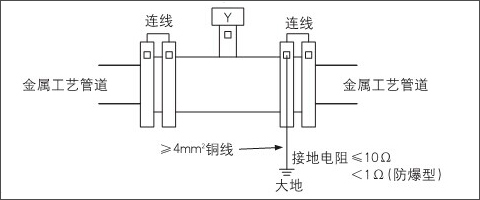 连线
Y
连线
金属工艺管道
金属工艺管道
≥4mm²铜线
接地电阻≤10Ω
<1Ω(防爆型)
大地